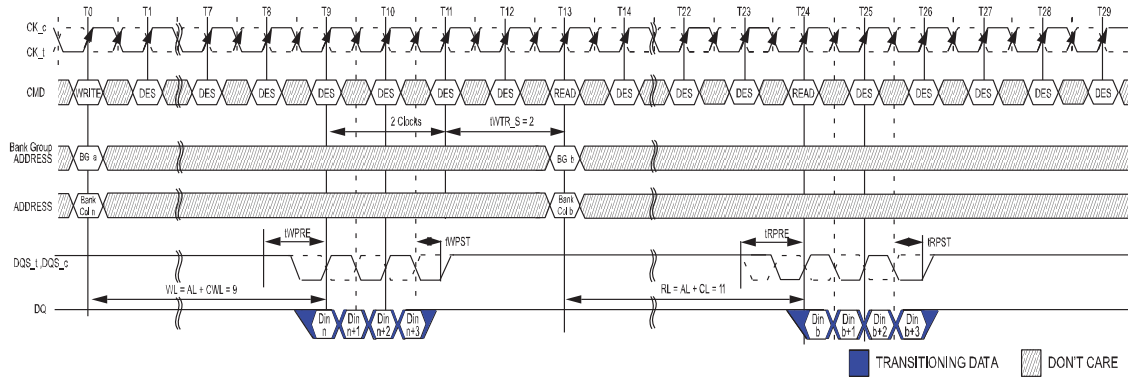 T0 T1 T7 T8 T9 T10 T11 T12 T13 T14 T22 T23 T24 T25 T26 T27 T28 T29
CK_c
CK_t
CMD WRITE DES DES DES DES DES DES DES READ DES DES DES READ DES DES DES DES DES
2 Clocks tWTR_S = 2
Bank Group
ADDRESS BG a BG b
ADDRESS Bank Col n Bank Col b
tWPRE tWPST tRPRE tRPST
DQS_t ,DQS_c
WL = AL + CWL = 9 RL = AL + CL = 11
DQ
Din n Din n+1 Din n+2 Din n+3 Din b Din b+1 Din b+2 Din b+3
TRANSITIONING DATA DON'T CARE